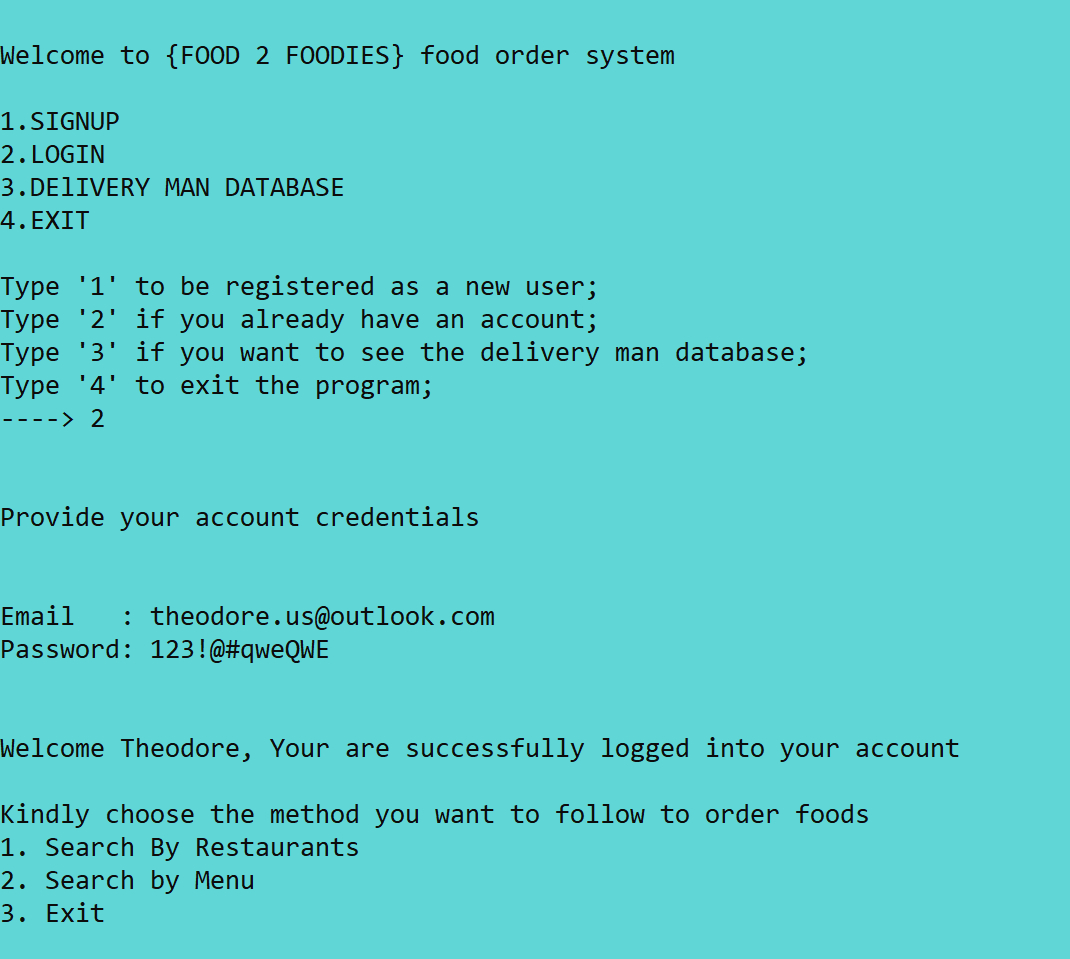 Welcome to {FOOD 2 FOODIES} food order system
1.SIGNUP
2.LOGIN
3.DElIVERY MAN DATABASE
4.EXIT
Type '1' to be registered as a new user;
Type '2' if you already have an account;
Type '3' if you want to see the delivery man database;
Type '4' to exit the program;
----> 2
Provide your account credentials
Email   : theodore.us@outlook.com
Password: 123!@#qweQWE
Welcome Theodore, Your are successfully logged into your account
Kindly choose the method you want to follow to order foods
1. Search By Restaurants
2. Search by Menu
3. Exit